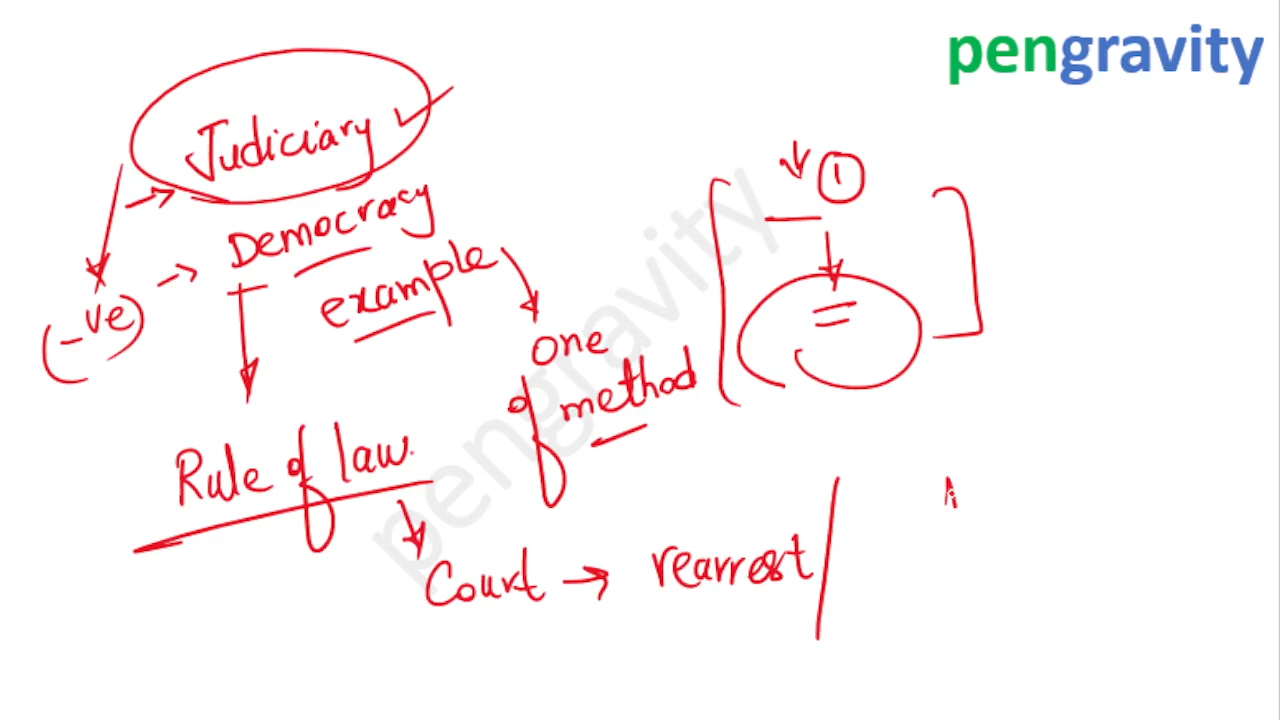 pengravity
Judiciary
Democracy
(-ve)
example
one
of method
Rule of law.
Court → rearrest
1
pengravity